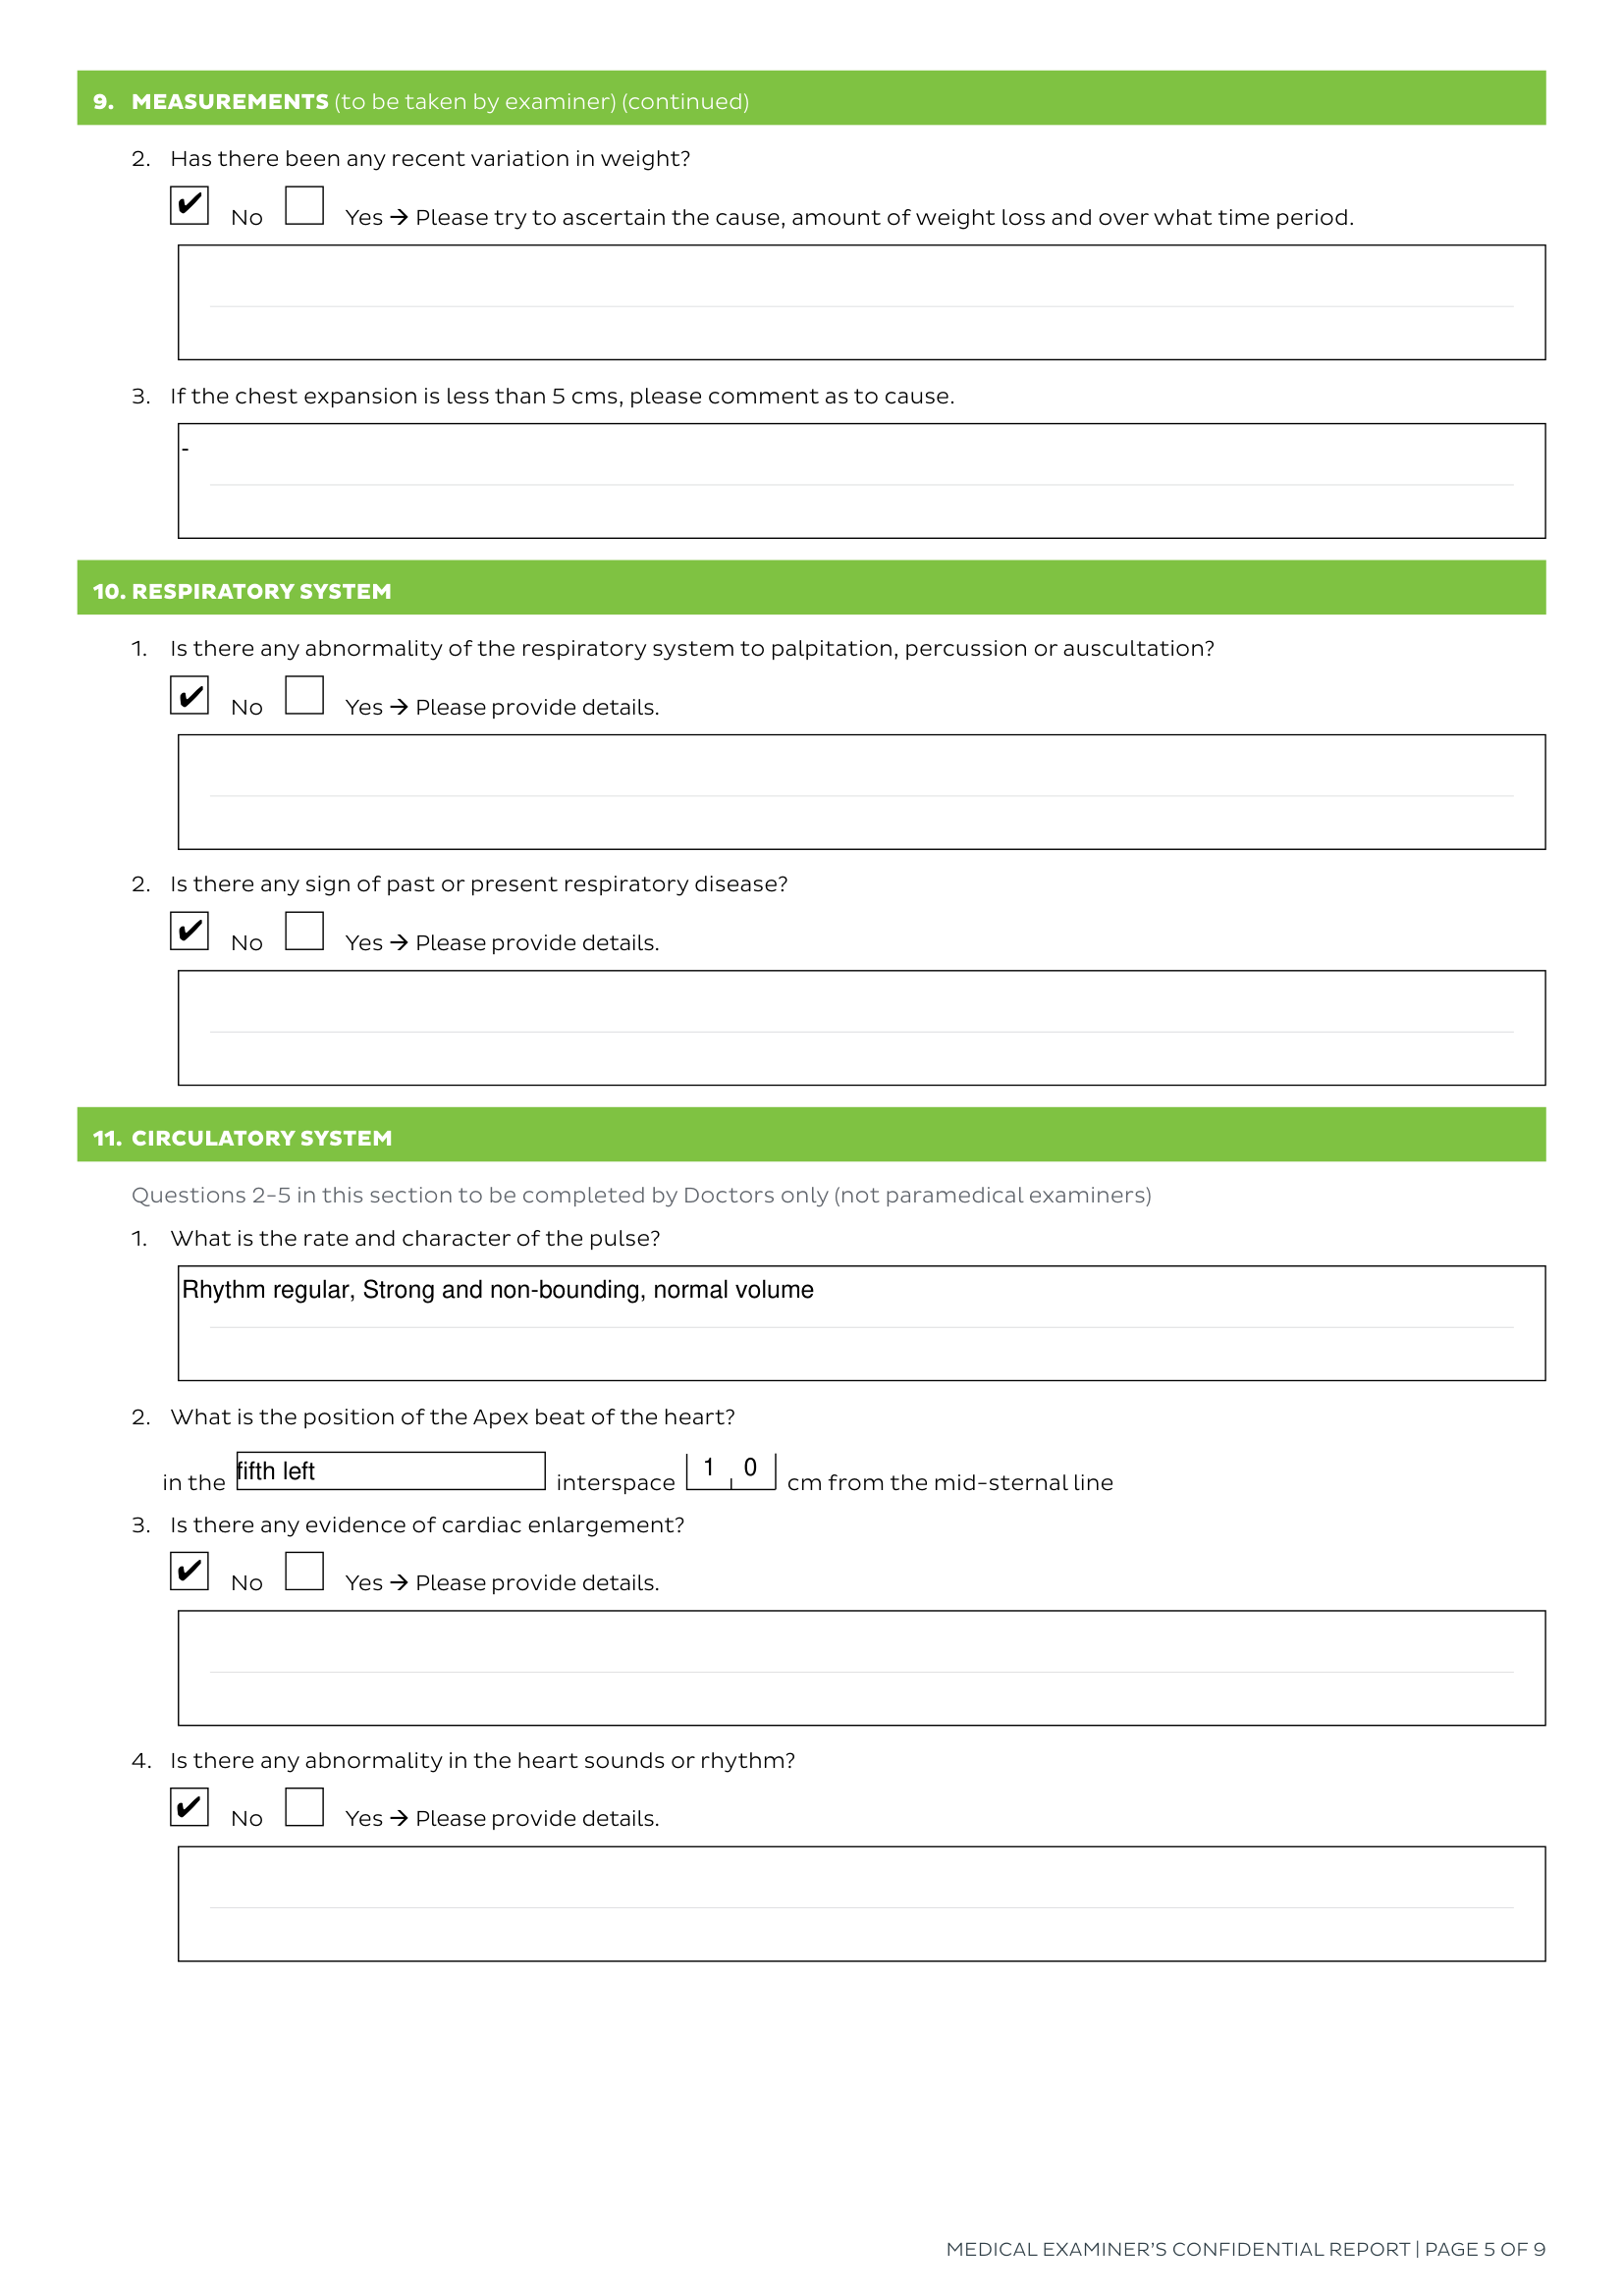 9. MEASUREMENTS (to be taken by examiner) (continued)
2. Has there been any recent variation in weight?
✔ No Yes → Please try to ascertain the cause, amount of weight loss and over what time period.
3. If the chest expansion is less than 5 cms, please comment as to cause.
-
10. RESPIRATORY SYSTEM
1. Is there any abnormality of the respiratory system to palpitation, percussion or auscultation?
✔ No Yes → Please provide details.
2. Is there any sign of past or present respiratory disease?
✔ No Yes → Please provide details.
11. CIRCULATORY SYSTEM
Questions 2-5 in this section to be completed by Doctors only (not paramedical examiners)
1. What is the rate and character of the pulse?
Rhythm regular, Strong and non-bounding, normal volume
2. What is the position of the Apex beat of the heart?
in the fifth left interspace 1 0 cm from the mid-sternal line
3. Is there any evidence of cardiac enlargement?
✔ No Yes → Please provide details.
4. Is there any abnormality in the heart sounds or rhythm?
✔ No Yes → Please provide details.
MEDICAL EXAMINER'S CONFIDENTIAL REPORT | PAGE 5 OF 9